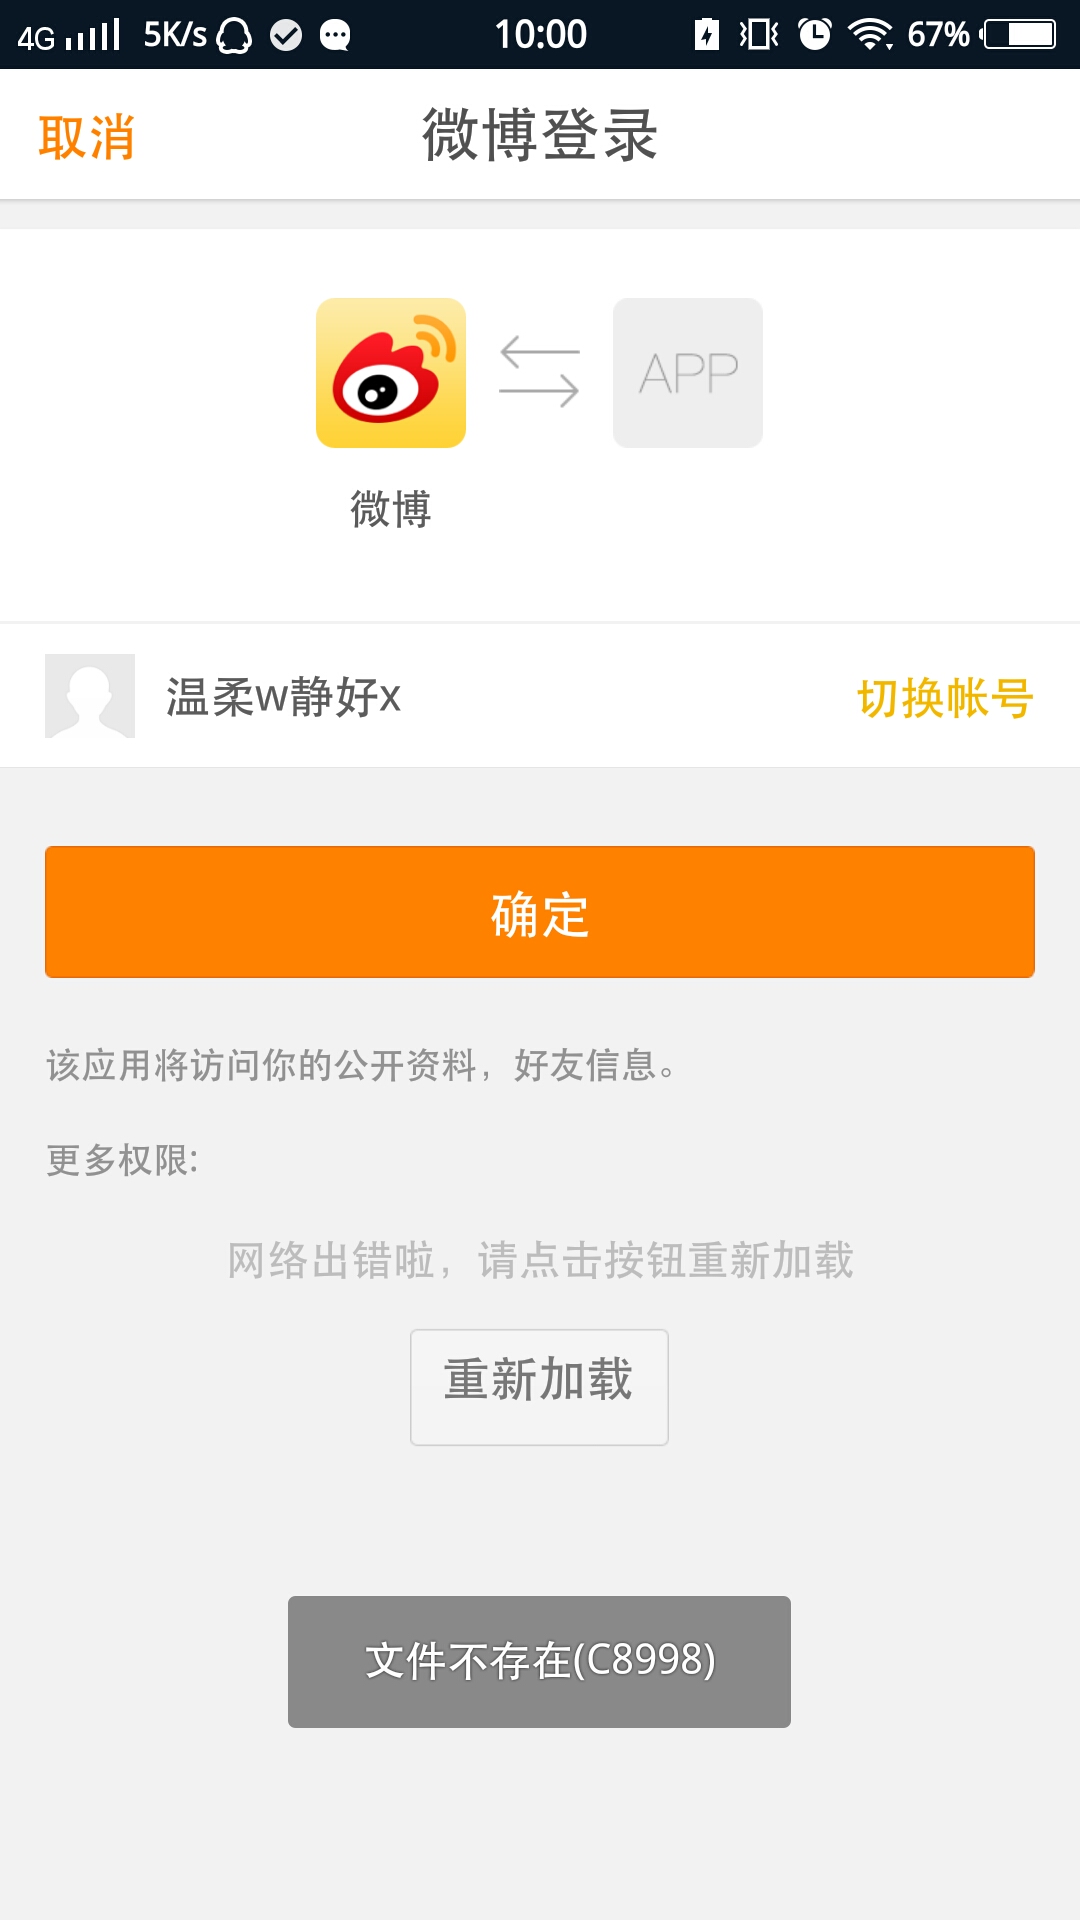 4G 5K/s 10:00 67%
取消 微博登录
APP
微博
温柔w静好x 切换帐号
确定
该应用将访问你的公开资料，好友信息。
更多权限:
网络出错啦，请点击按钮重新加载
重新加载
文件不存在(C8998)